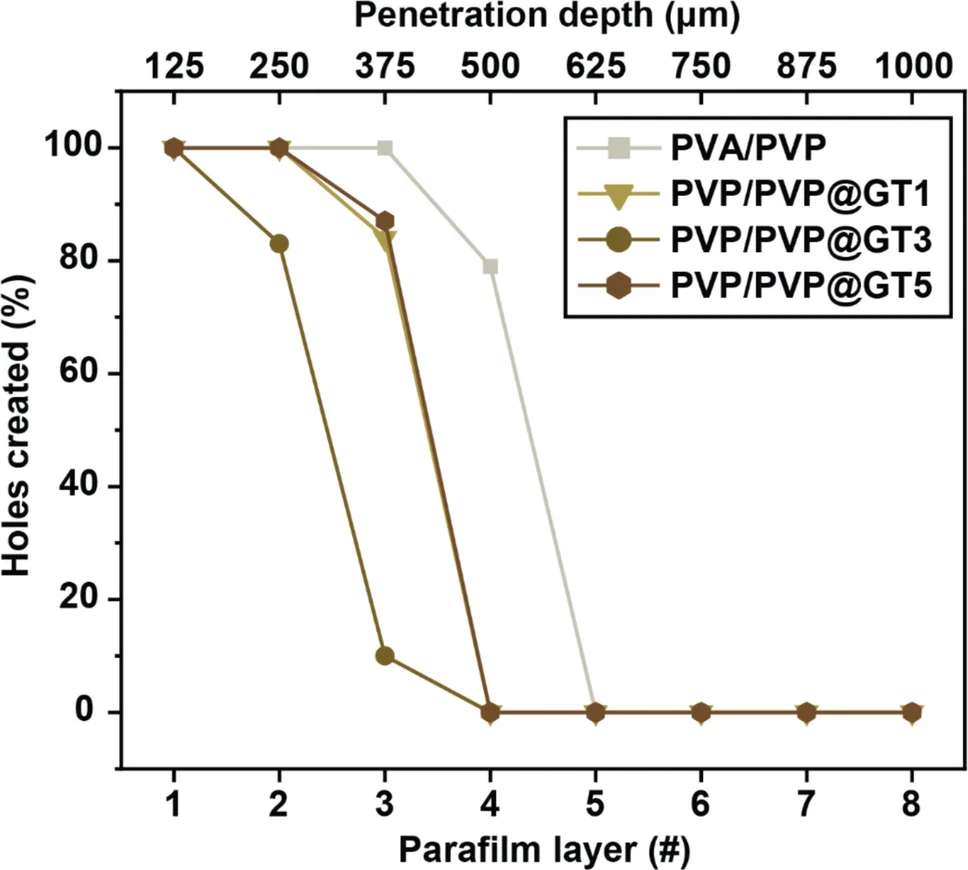 Penetration depth (µm)
125 250 375 500 625 750 875 1000
100
80
60
40
20
0
Holes created (%)
PVA/PVP
PVP/PVP@GT1
PVP/PVP@GT3
PVP/PVP@GT5
1 2 3 4 5 6 7 8
Parafilm layer (#)